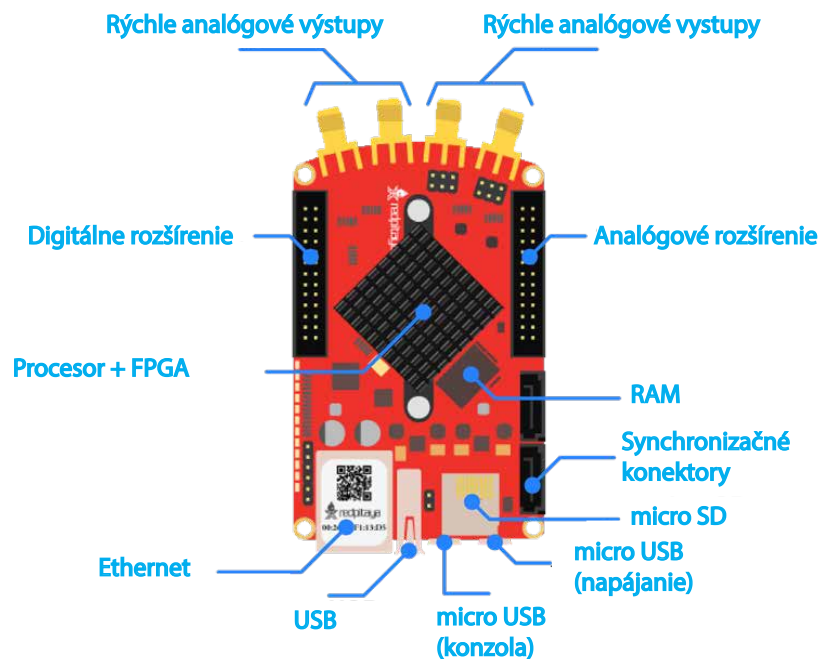 Rýchle analógové výstupy
Rýchle analógové vystupy
Digitálne rozšírenie
Analógové rozšírenie
redpitaya
Procesor + FPGA
RAM
Synchronizačné
konektory
redpitaya
micro SD
Ethernet
micro USB
(napájanie)
USB
micro USB
(konzola)